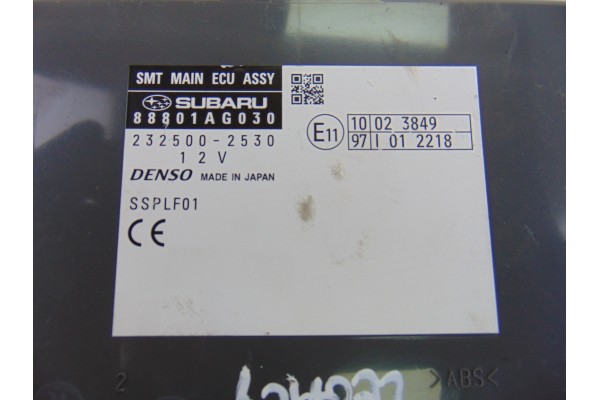 SMT MAIN ECU ASSY
SUBARU
88801AG030
232500-2530
12V
DENSO MADE IN JAPAN
SSPLF01
CE
E11
10 02 3849
97 I 01 2218
2
>ABS<